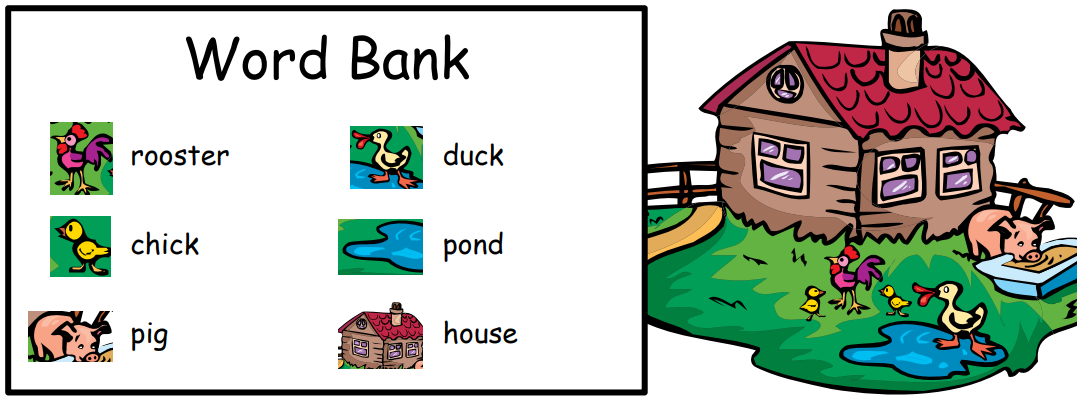 Word Bank
rooster
duck
chick
pond
pig
house